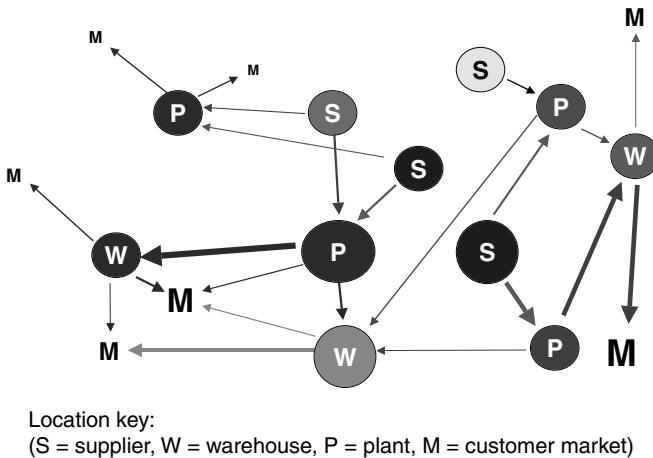 M
M
M
S
P
P
S
W
S
M
W
P
S
M
W
P
M
M
Location key:
(S = supplier, W = warehouse, P = plant, M = customer market)